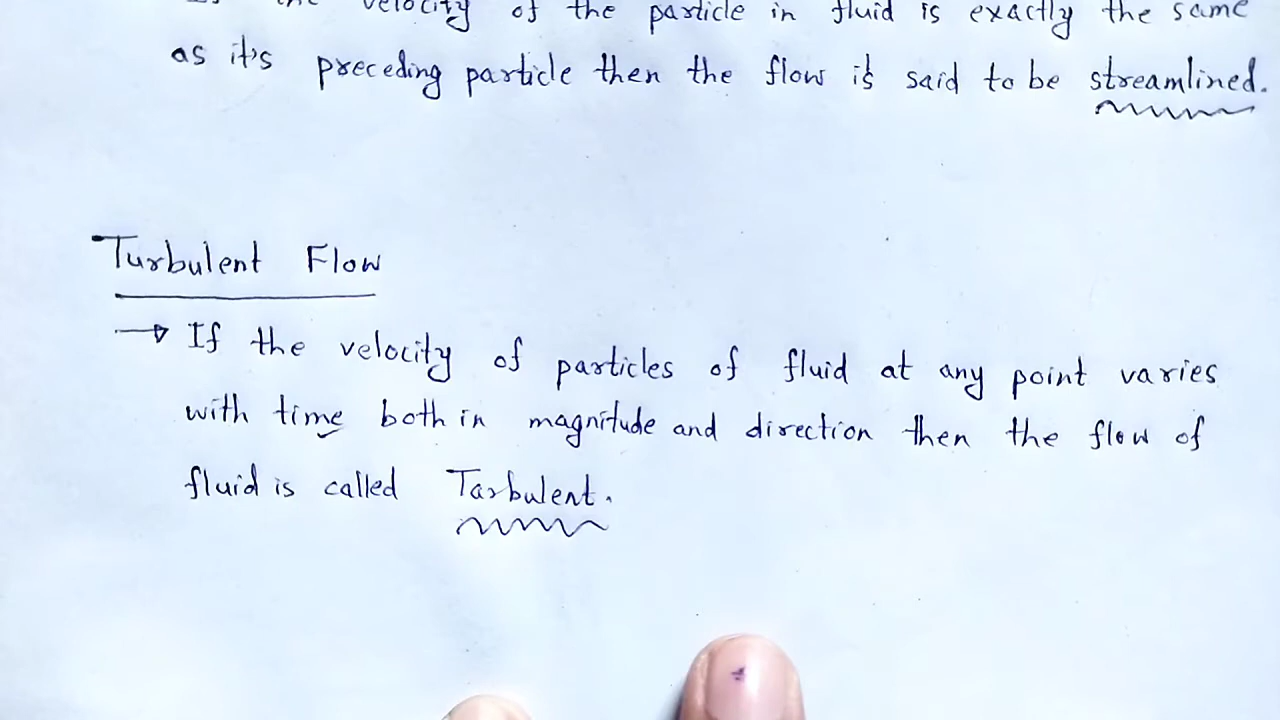 velocity of the particle in fluid is exactly the same
as it's preceding particle then the flow is said to be streamlined.
Turbulent Flow
→ If the velocity of particles of fluid at any point varies
with time both in magnitude and direction then the flow of
fluid is called Tarbulent.